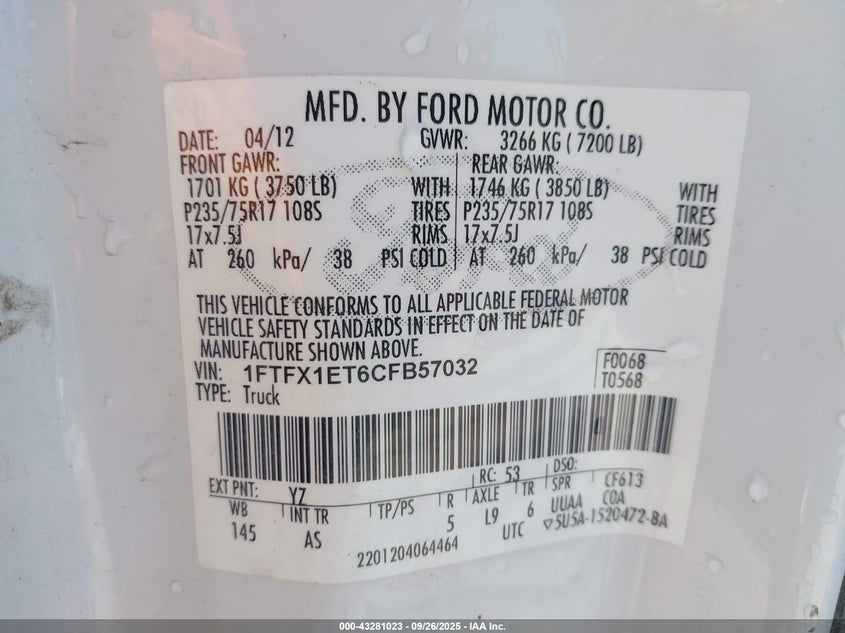 MFD. BY FORD MOTOR CO.
DATE: 04/12 GVWR: 3266 KG ( 7200 LB)
FRONT GAWR: REAR GAWR:
1701 KG ( 3750 LB) WITH 1746 KG ( 3850 LB) WITH
P235/75R17 108S TIRES P235/75R17 108S TIRES
17x7.5J RIMS 17x7.5J RIMS
AT 260 kPa/ 38 PSI COLD AT 260 kPa/ 38 PSI COLD
THIS VEHICLE CONFORMS TO ALL APPLICABLE FEDERAL MOTOR
VEHICLE SAFETY STANDARDS IN EFFECT ON THE DATE OF
MANUFACTURE SHOWN ABOVE.
VIN: 1FTFX1ET6CFB57032 F0068
TYPE: Truck T0568
EXT PNT: YZ RC: 53 DSO:
WB INT TR TP/PS R AXLE TR SPR CF613
145 AS 5 L9 6 UUAA COA
2201204064464 UTC ▽5U5A-1520472-BA
000-43281023 - 09/26/2025 - IAA Inc.